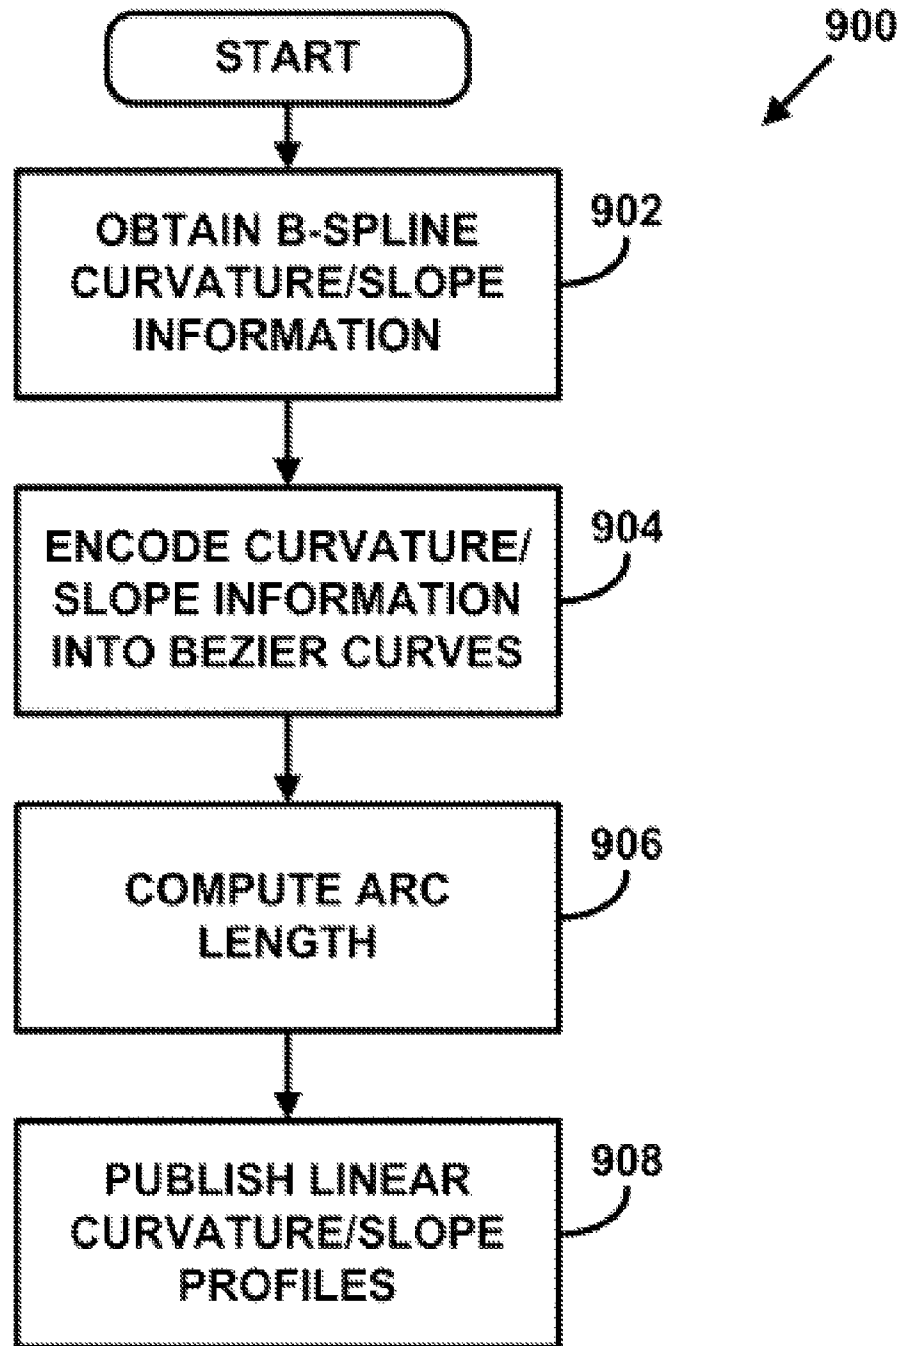 900
START
902
OBTAIN B-SPLINE
CURVATURE/SLOPE
INFORMATION
904
ENCODE CURVATURE/
SLOPE INFORMATION
INTO BEZIER CURVES
906
COMPUTE ARC
LENGTH
908
PUBLISH LINEAR
CURVATURE/SLOPE
PROFILES